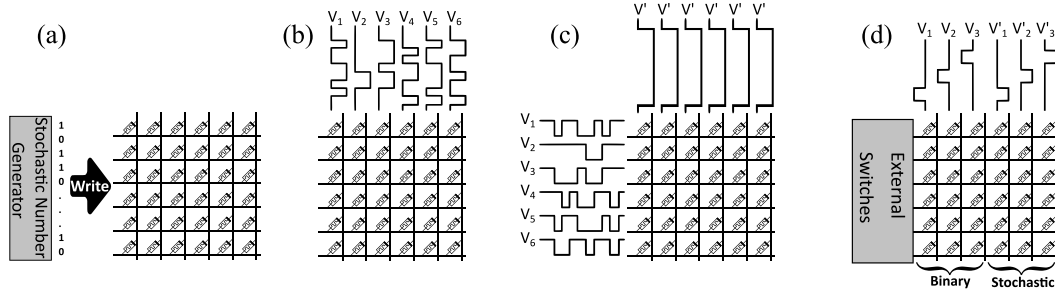 (a)
Stochastic Number
Generator
1
0
1
1
0
.
.
1
0
Write
(b)
V1 V2 V3 V4 V5 V6
(c)
V' V' V' V' V' V'
V1
V2
V3
V4
V5
V6
(d)
V1 V2 V3 V'1 V'2 V'3
External
Switches
Binary Stochastic